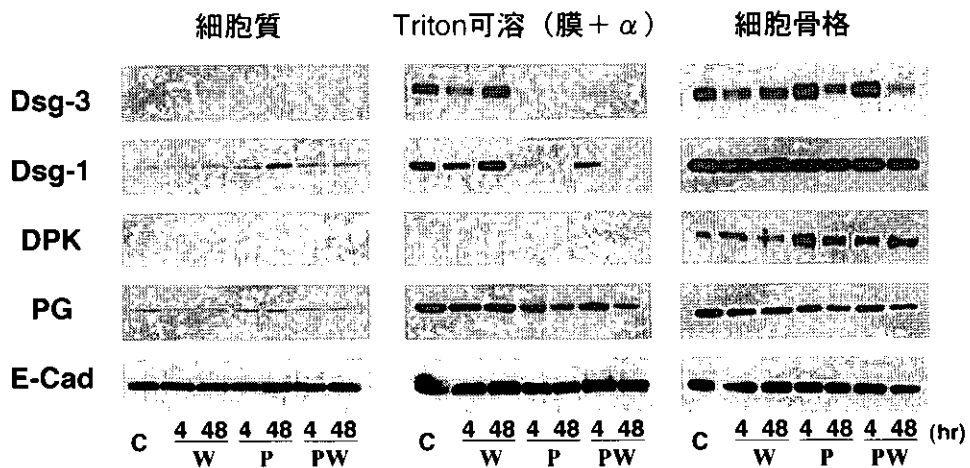 細胞質 Triton可溶（膜＋α） 細胞骨格
Dsg-3
Dsg-1
DPK
PG
E-Cad
C 4 48 4 48 4 48 C 4 48 4 48 4 48 C 4 48 4 48 4 48 (hr)
W P PW W P PW W P PW